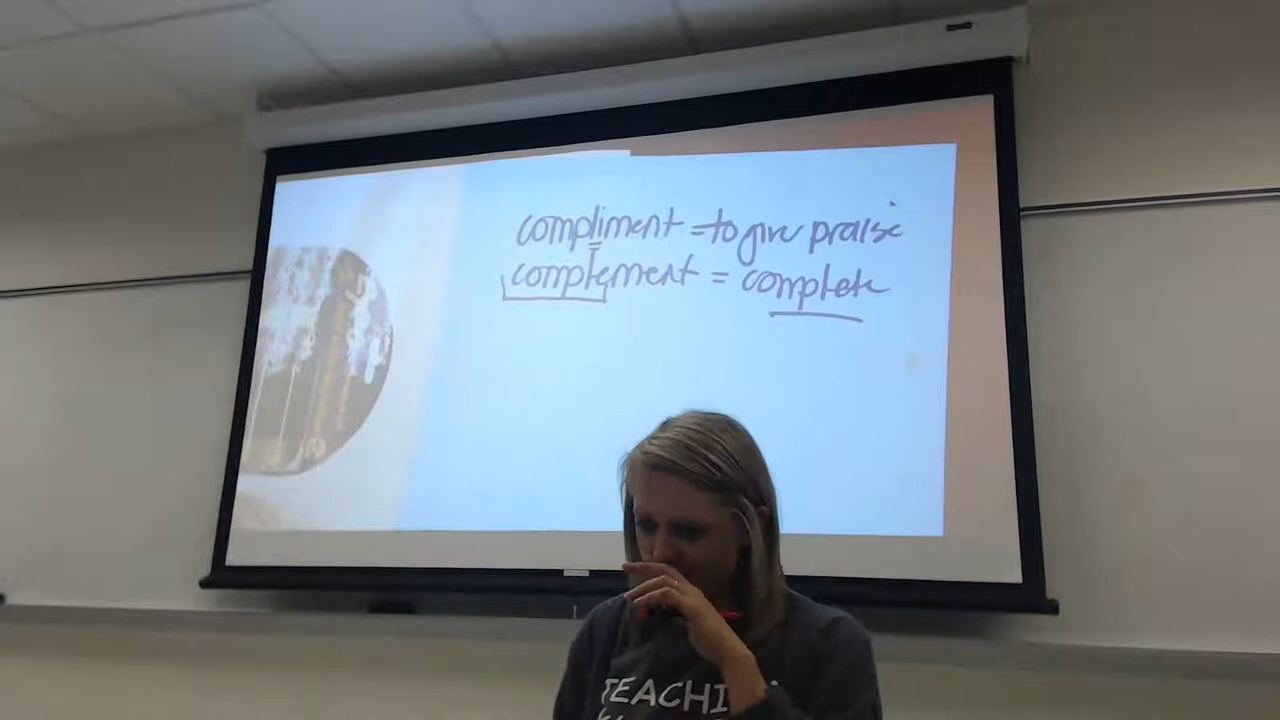 compliment = to give praise
complement = complete
TEACHI